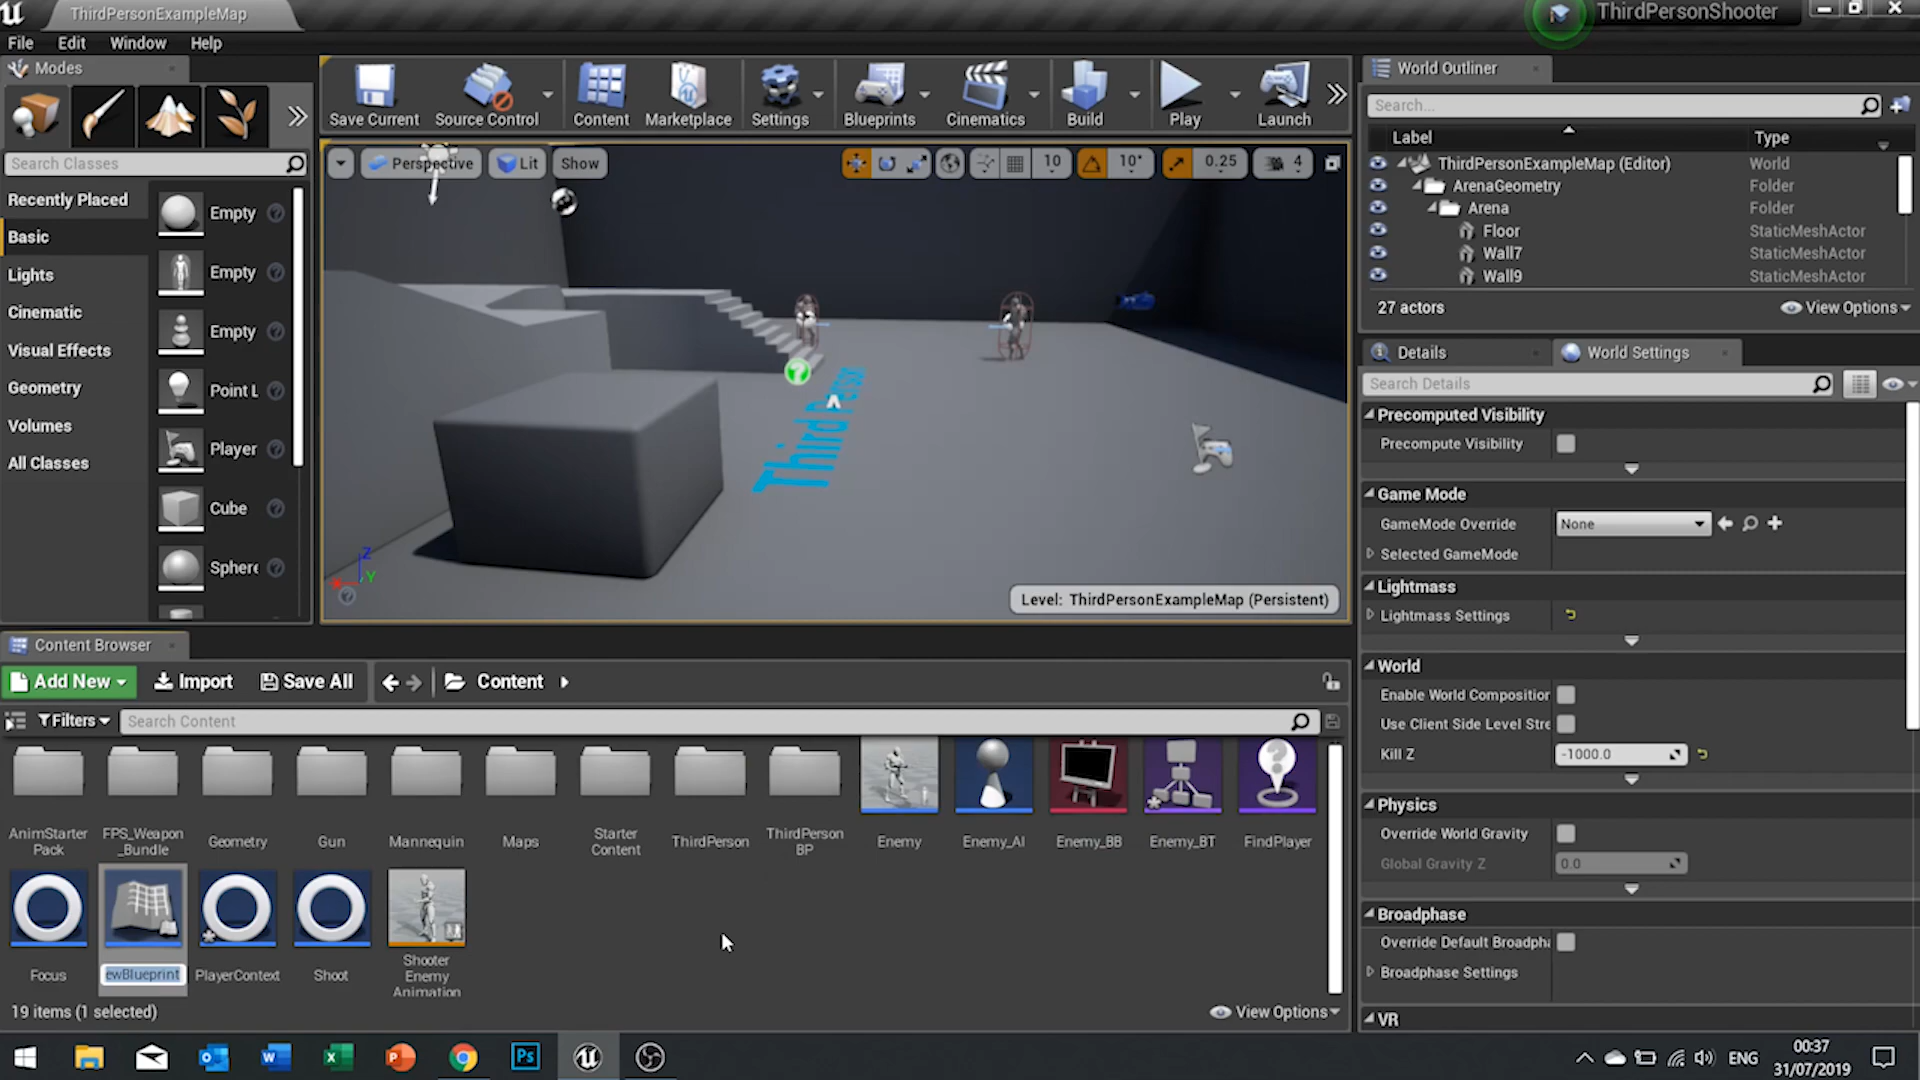 ThirdPersonExampleMap
ThirdPersonShooter
File Edit Window Help
Modes
Save Current
Source Control
Content
Marketplace
Settings
Blueprints
Cinematics
Build
Play
Launch
World Outliner
Search...
Label Type
ThirdPersonExampleMap (Editor) World
ArenaGeometry Folder
Arena Folder
Floor StaticMeshActor
Wall7 StaticMeshActor
Wall9 StaticMeshActor
27 actors
View Options
Search Classes
Recently Placed
Basic
Lights
Cinematic
Visual Effects
Geometry
Volumes
All Classes
Empty
Empty
Empty
Point L
Player
Cube
Sphere
Perspective
Lit
Show
10
10°
0.25
4
Third Person
Z
Y
Level: ThirdPersonExampleMap (Persistent)
Details
World Settings
Search Details
Precomputed Visibility
Precompute Visibility
Game Mode
GameMode Override None
Selected GameMode
Lightmass
Lightmass Settings
World
Enable World Composition
Use Client Side Level Stre
Kill Z -1000.0
Physics
Override World Gravity
Global Gravity Z 0.0
Broadphase
Override Default Broadpha
Broadphase Settings
VR
Content Browser
Add New
Import
Save All
Content
Filters
Search Content
AnimStarter
Pack
FPS_Weapon
_Bundle
Geometry
Gun
Mannequin
Maps
Starter
Content
ThirdPerson
ThirdPerson
BP
Enemy
Enemy_AI
Enemy_BB
Enemy_BT
FindPlayer
Focus
ewBlueprint
PlayerContext
Shoot
Shooter
Enemy
Animation
19 items (1 selected)
View Options
Ps
ENG
00:37
31/07/2019